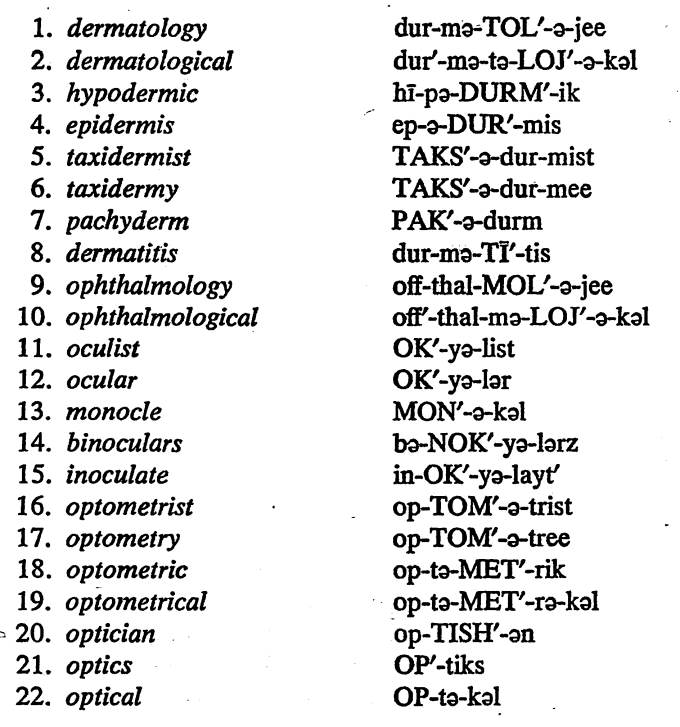 1. dermatology dur-mə-TOL′-ə-jee
2. dermatological dur′-mə-tə-LOJ′-ə-kəl
3. hypodermic hī-pə-DURM′-ik
4. epidermis ep-ə-DUR′-mis
5. taxidermist TAKS′-ə-dur-mist
6. taxidermy TAKS′-ə-dur-mee
7. pachyderm PAK′-ə-durm
8. dermatitis dur-mə-TĪ′-tis
9. ophthalmology off-thal-MOL′-ə-jee
10. ophthalmological off′-thal-mə-LOJ′-ə-kəl
11. oculist OK′-yə-list
12. ocular OK′-yə-lər
13. monocle MON′-ə-kəl
14. binoculars bə-NOK′-yə-lərz
15. inoculate in-OK′-yə-layt′
16. optometrist op-TOM′-ə-trist
17. optometry op-TOM′-ə-tree
18. optometric op-tə-MET′-rik
19. optometrical op-tə-MET′-rə-kəl
20. optician op-TISH′-ən
21. optics OP′-tiks
22. optical OP-tə-kəl